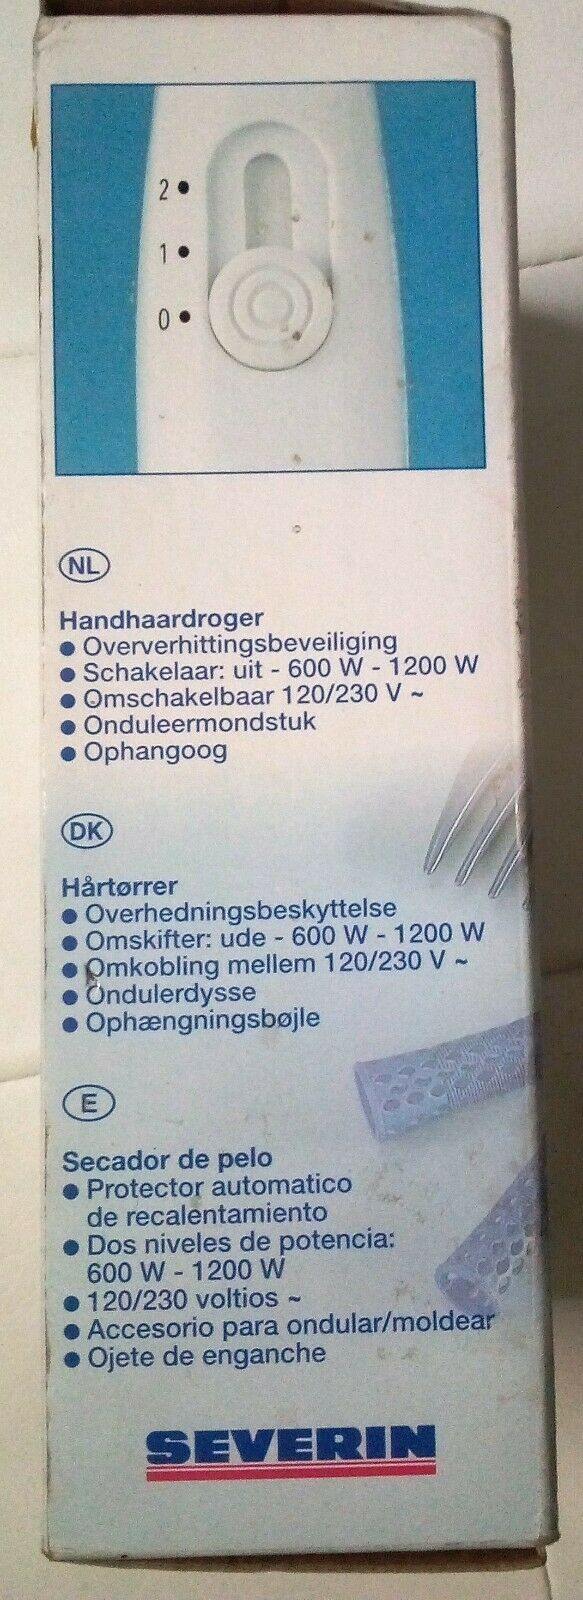 2 •
1 •
0 •
NL
Handhaardroger
• Oververhittingsbeveiliging
• Schakelaar: uit - 600 W - 1200 W
• Omschakelbaar 120/230 V ~
• Onduleermondstuk
• Ophangoog
DK
Hårtørrer
• Overhedningsbeskyttelse
• Omskifter: ude - 600 W - 1200 W
• Omkobling mellem 120/230 V ~
• Ondulerdysse
• Ophængningsbøjle
E
Secador de pelo
• Protector automatico
de recalentamiento
• Dos niveles de potencia:
600 W - 1200 W
• 120/230 voltios ~
• Accesorio para ondular/moldear
• Ojete de enganche
SEVERIN